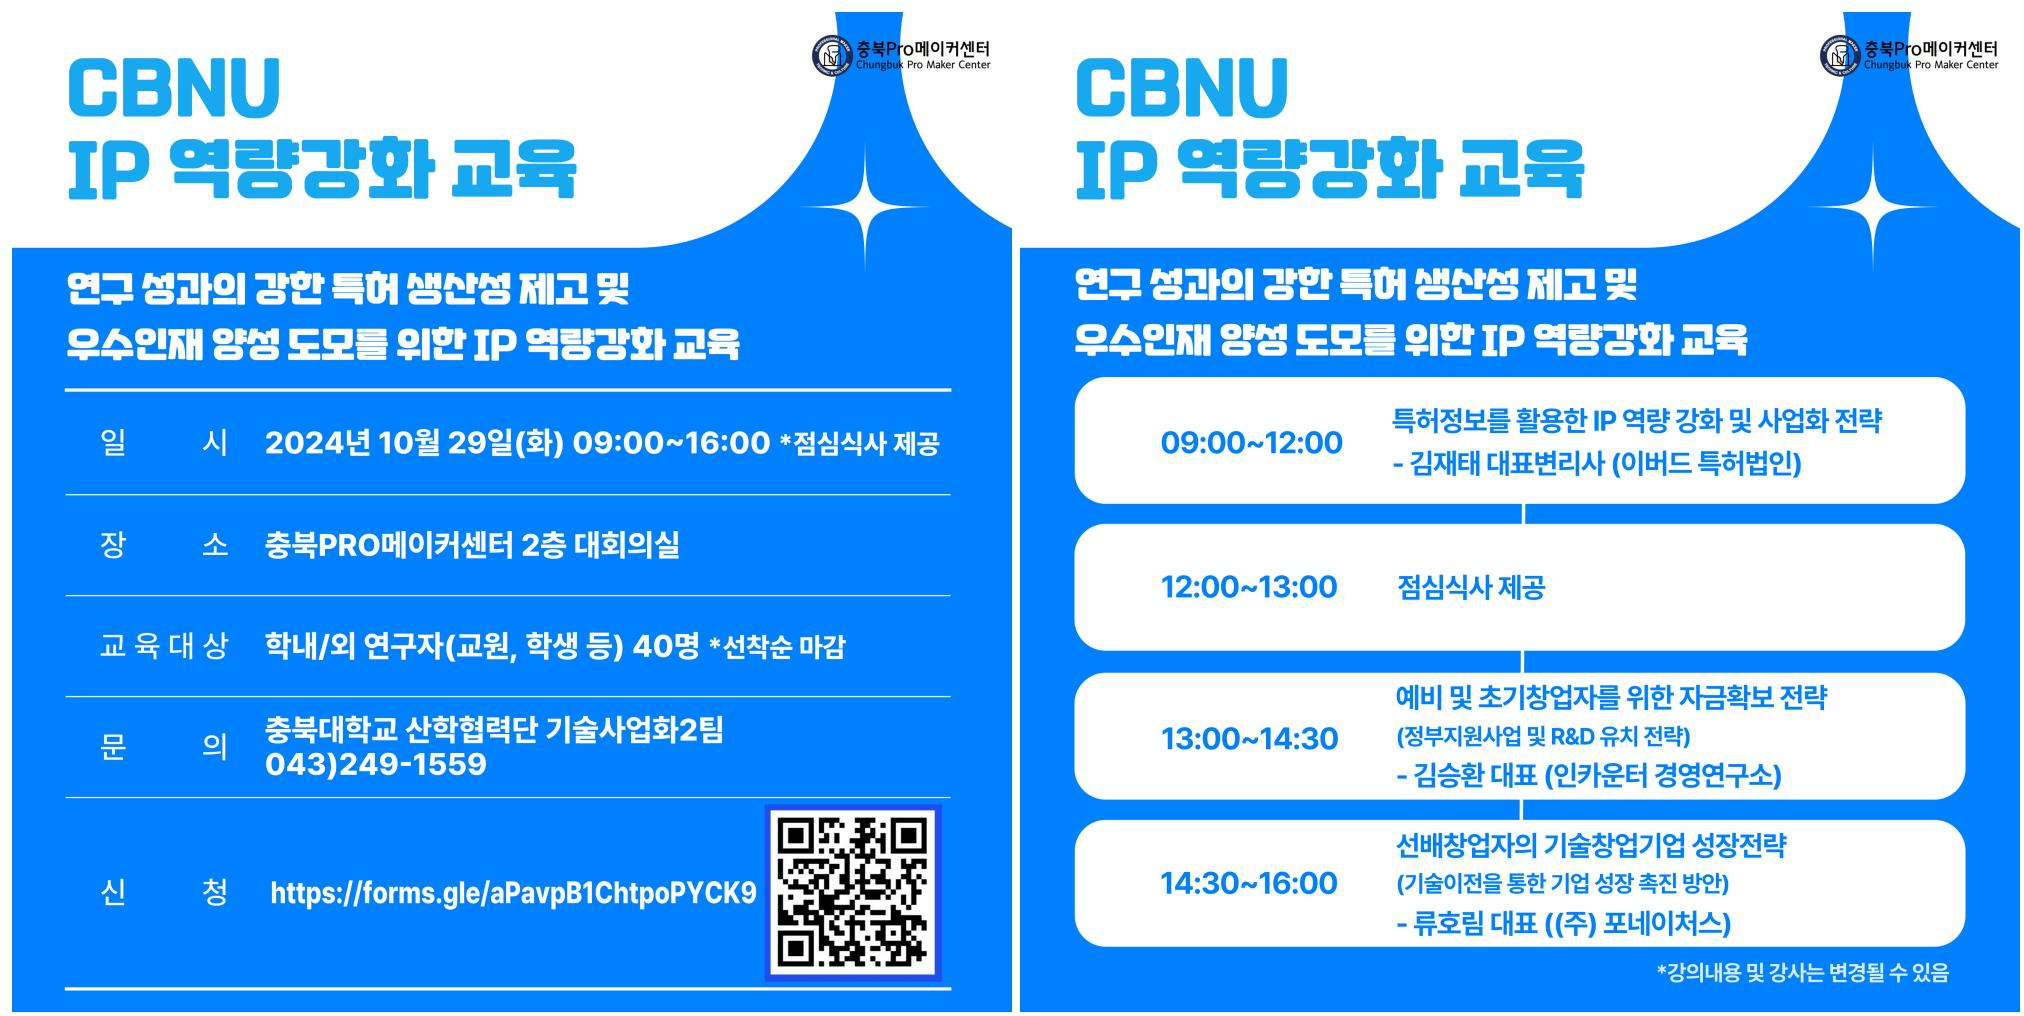 충북Pro메이커센터
Chungbuk Pro Maker Center
CBNU
IP 역량강화 교육
연구 성과의 강한 특허 생산성 제고 및
우수인재 양성 도모를 위한 IP 역량강화 교육
일 시 2024년 10월 29일(화) 09:00~16:00 *점심식사 제공
장 소 충북PRO메이커센터 2층 대회의실
교육대상 학내/외 연구자(교원, 학생 등) 40명 *선착순 마감
문 의 충북대학교 산학협력단 기술사업화2팀
043)249-1559
신 청 https://forms.gle/aPavpB1ChtpoPYCK9
충북Pro메이커센터
Chungbuk Pro Maker Center
CBNU
IP 역량강화 교육
연구 성과의 강한 특허 생산성 제고 및
우수인재 양성 도모를 위한 IP 역량강화 교육
09:00~12:00 특허정보를 활용한 IP 역량 강화 및 사업화 전략
- 김재태 대표변리사 (이버드 특허법인)
12:00~13:00 점심식사 제공
예비 및 초기창업자를 위한 자금확보 전략
13:00~14:30 (정부지원사업 및 R&D 유치 전략)
- 김승환 대표 (인카운터 경영연구소)
선배창업자의 기술창업기업 성장전략
14:30~16:00 (기술이전을 통한 기업 성장 촉진 방안)
- 류호림 대표 ((주) 포네이처스)
*강의내용 및 강사는 변경될 수 있음